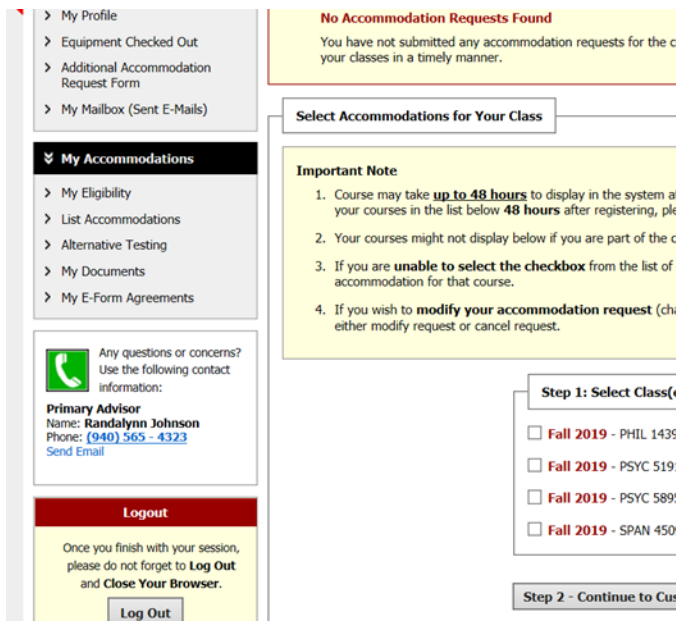 My Profile
Equipment Checked Out
Additional Accommodation
Request Form
My Mailbox (Sent E-Mails)
My Accommodations
My Eligibility
List Accommodations
Alternative Testing
My Documents
My E-Form Agreements
Any questions or concerns?
Use the following contact
information:
Primary Advisor
Name: Randalynn Johnson
Phone: (940) 565 - 4323
Send Email
Logout
Once you finish with your session,
please do not forget to Log Out
and Close Your Browser.
Log Out
No Accommodation Requests Found
You have not submitted any accommodation requests for the c
your classes in a timely manner.
Select Accommodations for Your Class
Important Note
1. Course may take up to 48 hours to display in the system a
your courses in the list below 48 hours after registering, ple
2. Your courses might not display below if you are part of the c
3. If you are unable to select the checkbox from the list of
accommodation for that course.
4. If you wish to modify your accommodation request (cha
either modify request or cancel request.
Step 1: Select Class(e
Fall 2019 - PHIL 1439
Fall 2019 - PSYC 519
Fall 2019 - PSYC 589
Fall 2019 - SPAN 450
Step 2 - Continue to Cus